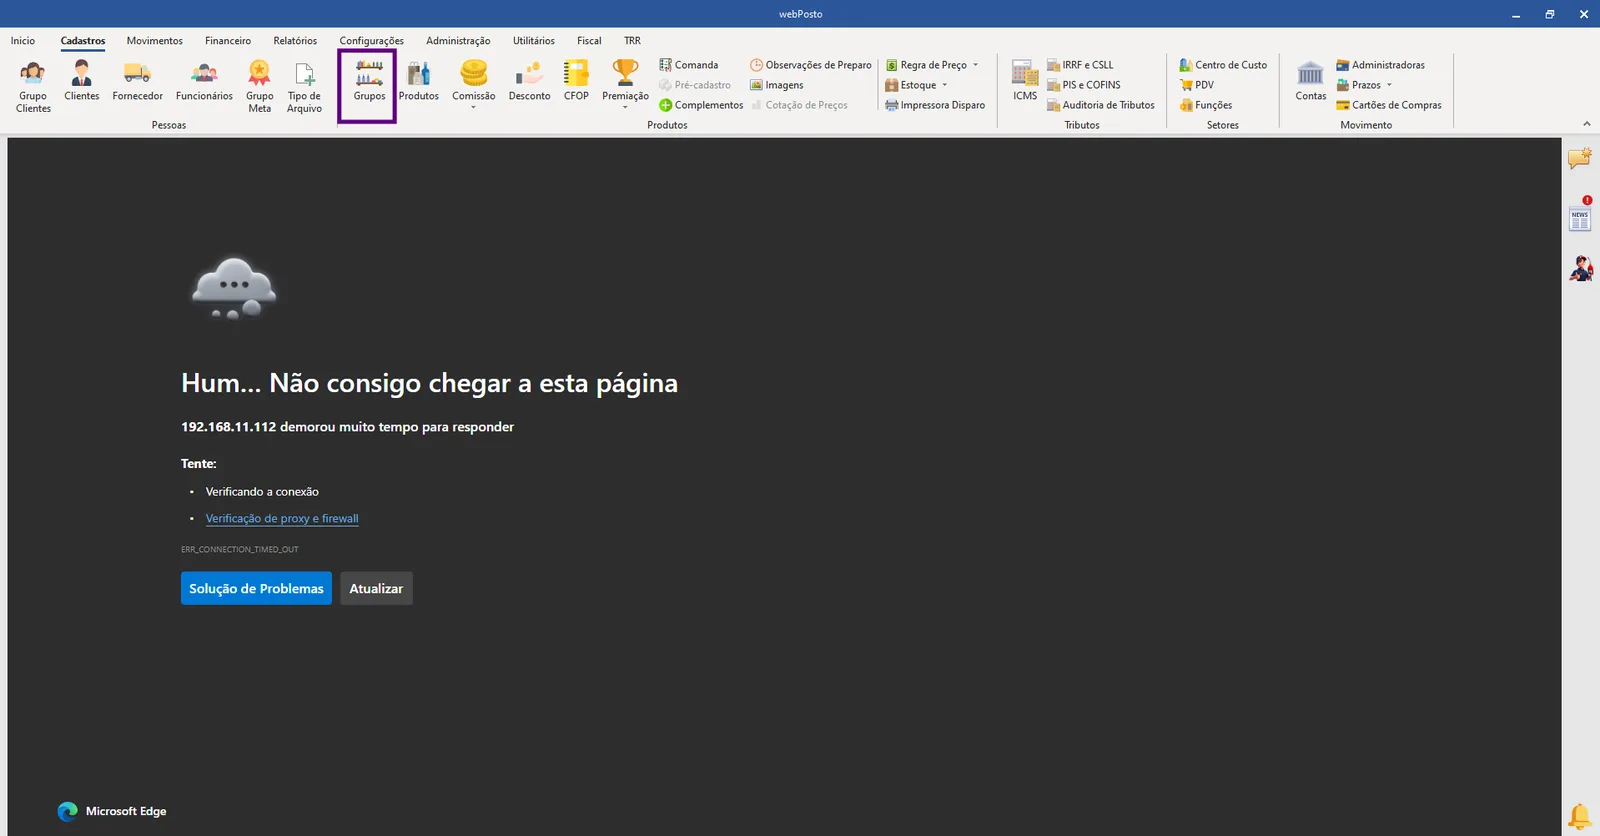 webPosto
Inicio Cadastros Movimentos Financeiro Relatórios Configurações Administração Utilitários Fiscal TRR
Grupo Clientes
Clientes
Fornecedor
Funcionários
Grupo Meta
Tipo de Arquivo
Pessoas
Grupos
Produtos
Comissão
Desconto
CFOP
Premiação
Comanda
Pré-cadastro
Complementos
Observações de Preparo
Imagens
Cotação de Preços
Regra de Preço
Estoque
Impressora Disparo
Produtos
ICMS
IRRF e CSLL
PIS e COFINS
Auditoria de Tributos
Tributos
Centro de Custo
PDV
Funções
Setores
Contas
Administradoras
Prazos
Cartões de Compras
Movimento
NEWS
Hum... Não consigo chegar a esta página
192.168.11.112 demorou muito tempo para responder
Tente:
• Verificando a conexão
• Verificação de proxy e firewall
ERR_CONNECTION_TIMED_OUT
Solução de Problemas Atualizar
Microsoft Edge